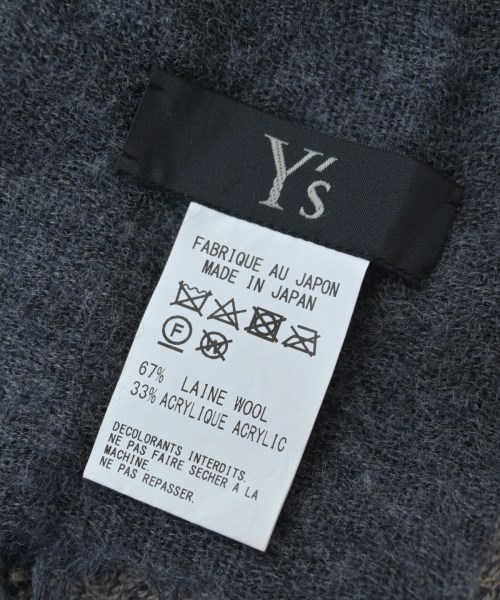 Y's
FABRIQUE AU JAPON
MADE IN JAPAN
F W
67% LAINE WOOL
33% ACRYLIQUE ACRYLIC
DECOLORANTS INTERDITS.
NE PAS FAIRE SECHER A LA
MACHINE.
NE PAS REPASSER.